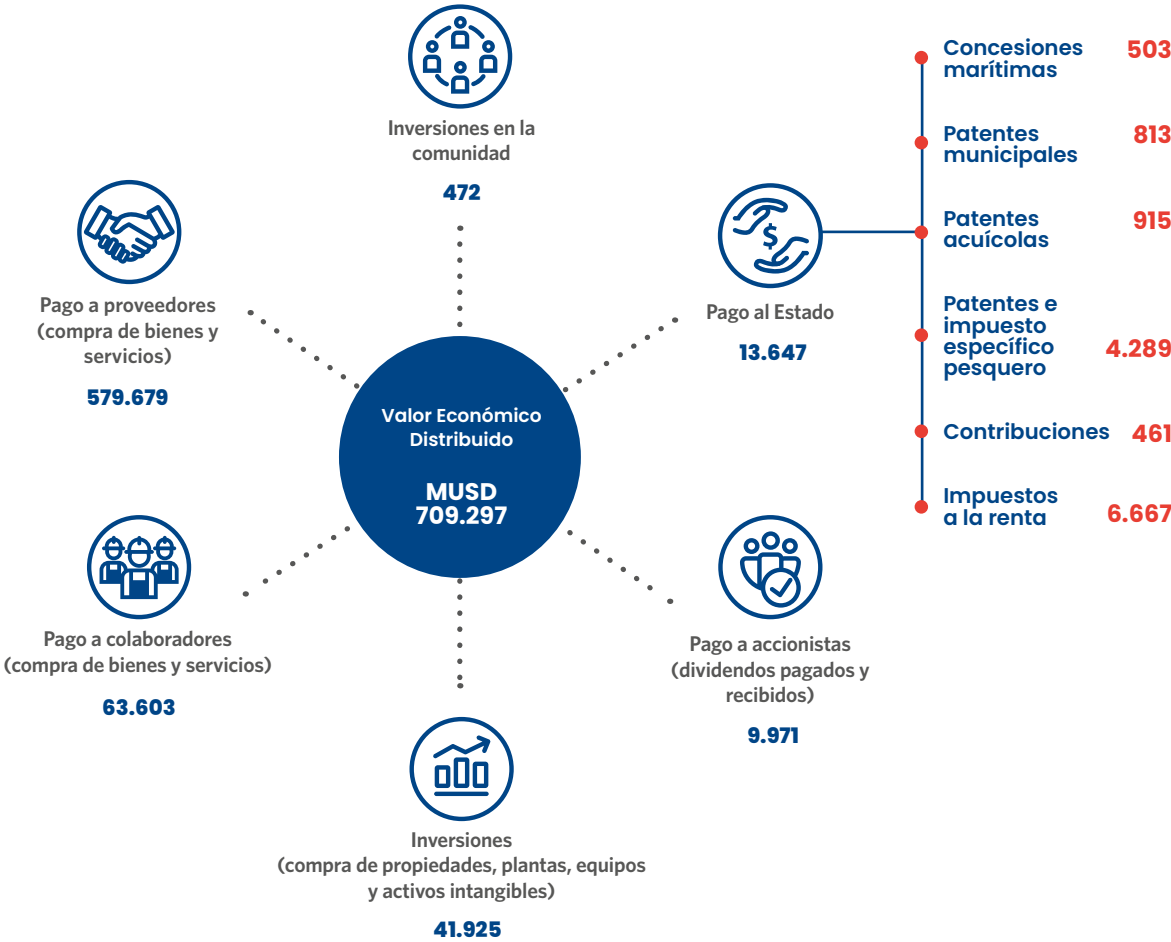 Inversiones en la
comunidad
472
Pago a proveedores
(compra de bienes y
servicios)
579.679
$
Pago al Estado
13.647
Concesiones
marítimas
503
Patentes
municipales
813
Patentes
acuícolas
915
Patentes e
impuesto
específico
pesquero
4.289
Contribuciones
461
Impuestos
a la renta
6.667
Valor Económico
Distribuido
MUSD
709.297
Pago a colaboradores
(compra de bienes y servicios)
63.603
Pago a accionistas
(dividendos pagados y
recibidos)
9.971
Inversiones
(compra de propiedades, plantas, equipos
y activos intangibles)
41.925